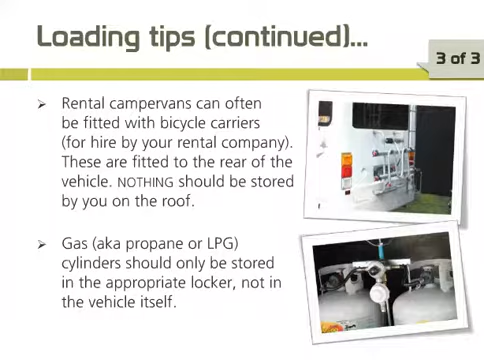 Loading tips (continued)...
3 of 3
➢ Rental campervans can often
be fitted with bicycle carriers
(for hire by your rental company).
These are fitted to the rear of the
vehicle. NOTHING should be stored
by you on the roof.
➢ Gas (aka propane or LPG)
cylinders should only be stored
in the appropriate locker, not in
the vehicle itself.